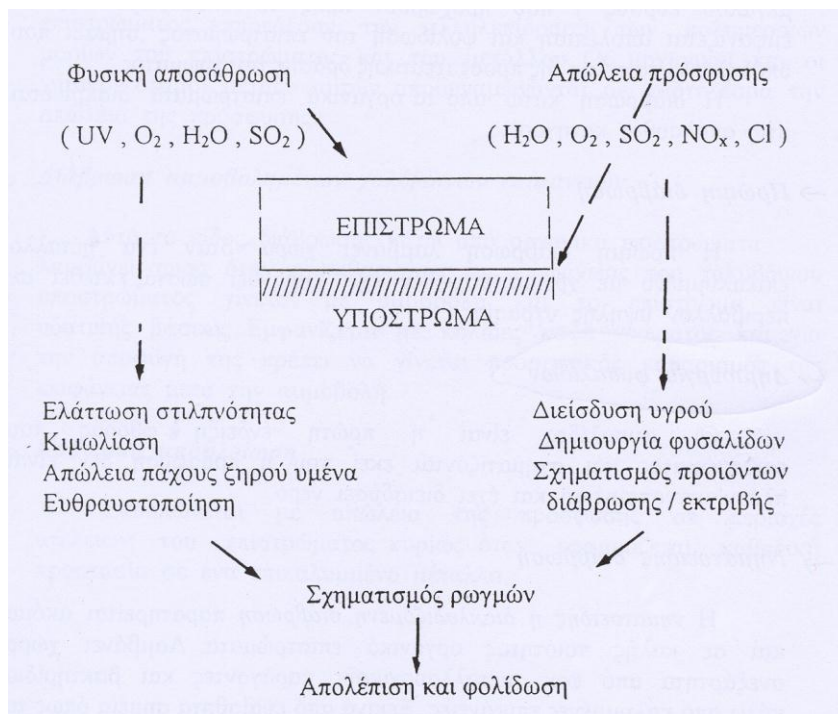 Φυσική αποσάθρωση
( UV , O₂ , H₂O , SO₂ )
Απώλεια πρόσφυσης
( H₂O , O₂ , SO₂ , NOₓ , Cl )
ΕΠΙΣΤΡΩΜΑ
ΥΠΟΣΤΡΩΜΑ
Ελάττωση στιλπνότητας
Κιμωλίαση
Απώλεια πάχους ξηρού υμένα
Ευθραυστοποίηση
Διείσδυση υγρού
Δημιουργία φυσαλίδων
Σχηματισμός προιόντων
διάβρωσης / εκτριβής
Σχηματισμός ρωγμών
Απολέπιση και φολίδωση